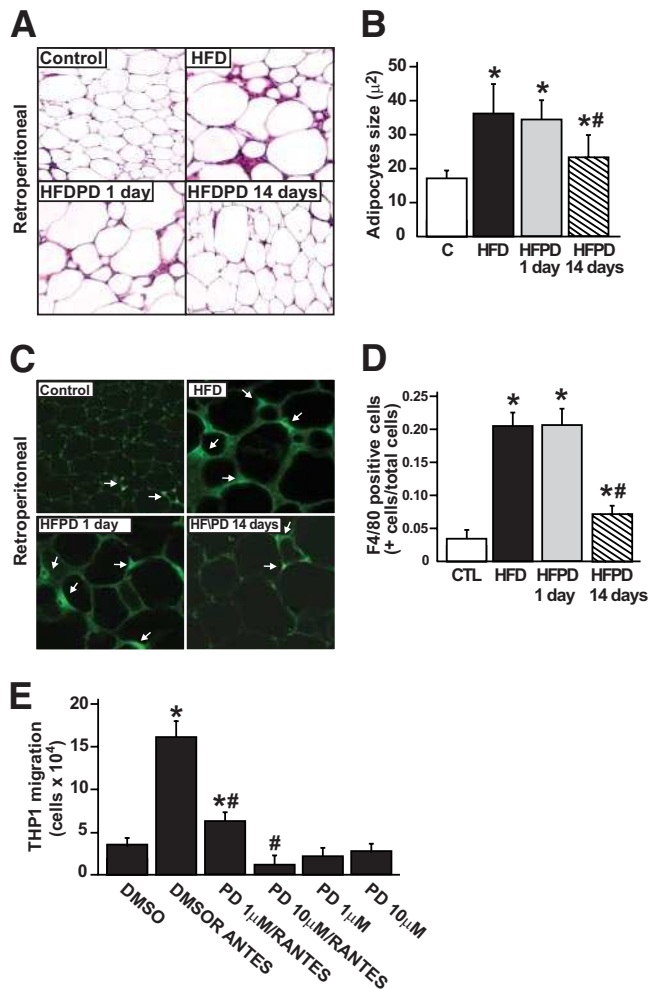 A
Control
HFD
HFDPD 1 day
HFDPD 14 days
Retroperitoneal
B
Adipocytes size (μ²)
50
40
30
20
10
0
*
*
*#
C
HFD
HFPD
1 day
HFPD
14 days
C
Control
HFD
HFPD 1 day
HF\PD 14 days
Retroperitoneal
D
F4/80 positive cells
(+ cells/total cells)
0.25
0.20
0.15
0.10
0.05
0
*
*
*#
CTL
HFD
HFPD
1 day
HFPD
14 days
E
THP1 migration
(cells x 10⁴)
20
15
10
5
0
*
*#
#
DMSO
DMSOR ANTES
PD 1μM/RANTES
PD 10μM/RANTES
PD 1μM
PD 10μM